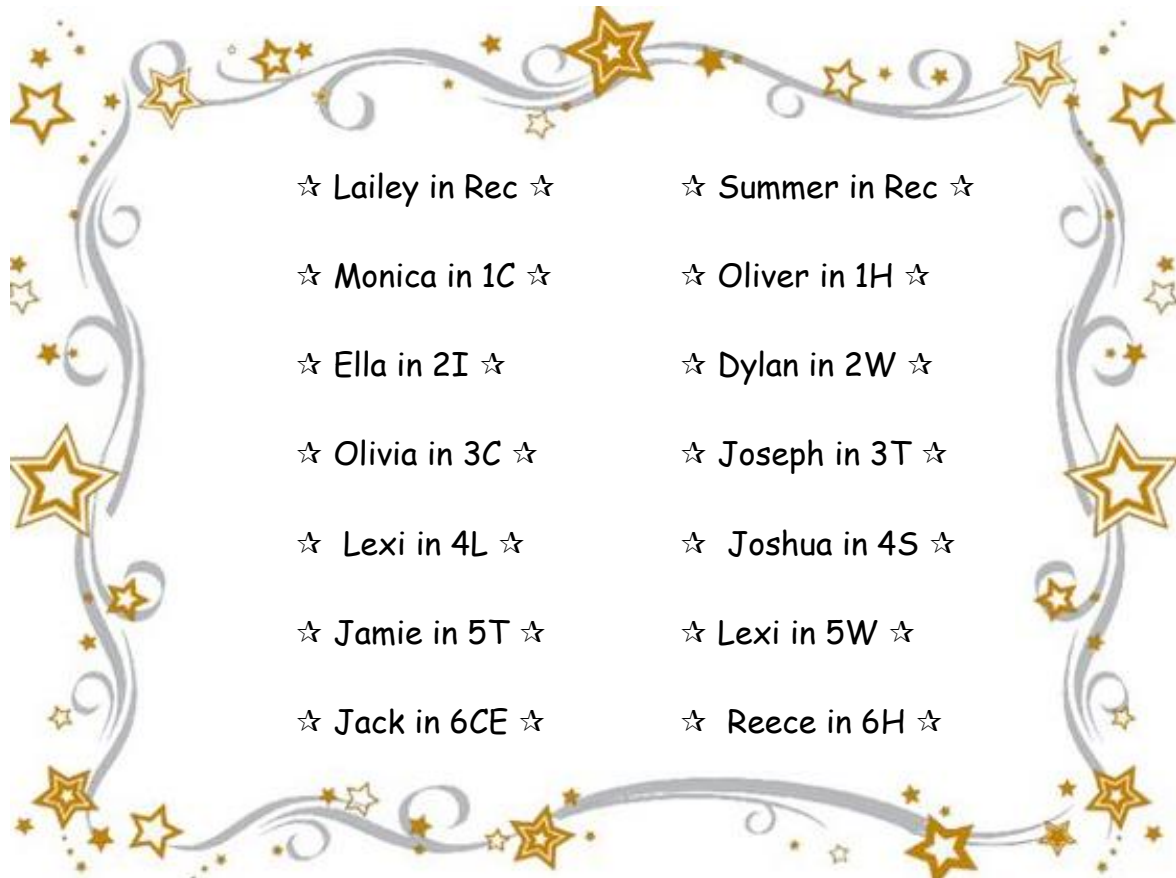 ☆ Lailey in Rec ☆ ☆ Summer in Rec ☆
☆ Monica in 1C ☆ ☆ Oliver in 1H ☆
☆ Ella in 2I ☆ ☆ Dylan in 2W ☆
☆ Olivia in 3C ☆ ☆ Joseph in 3T ☆
☆ Lexi in 4L ☆ ☆ Joshua in 4S ☆
☆ Jamie in 5T ☆ ☆ Lexi in 5W ☆
☆ Jack in 6CE ☆ ☆ Reece in 6H ☆